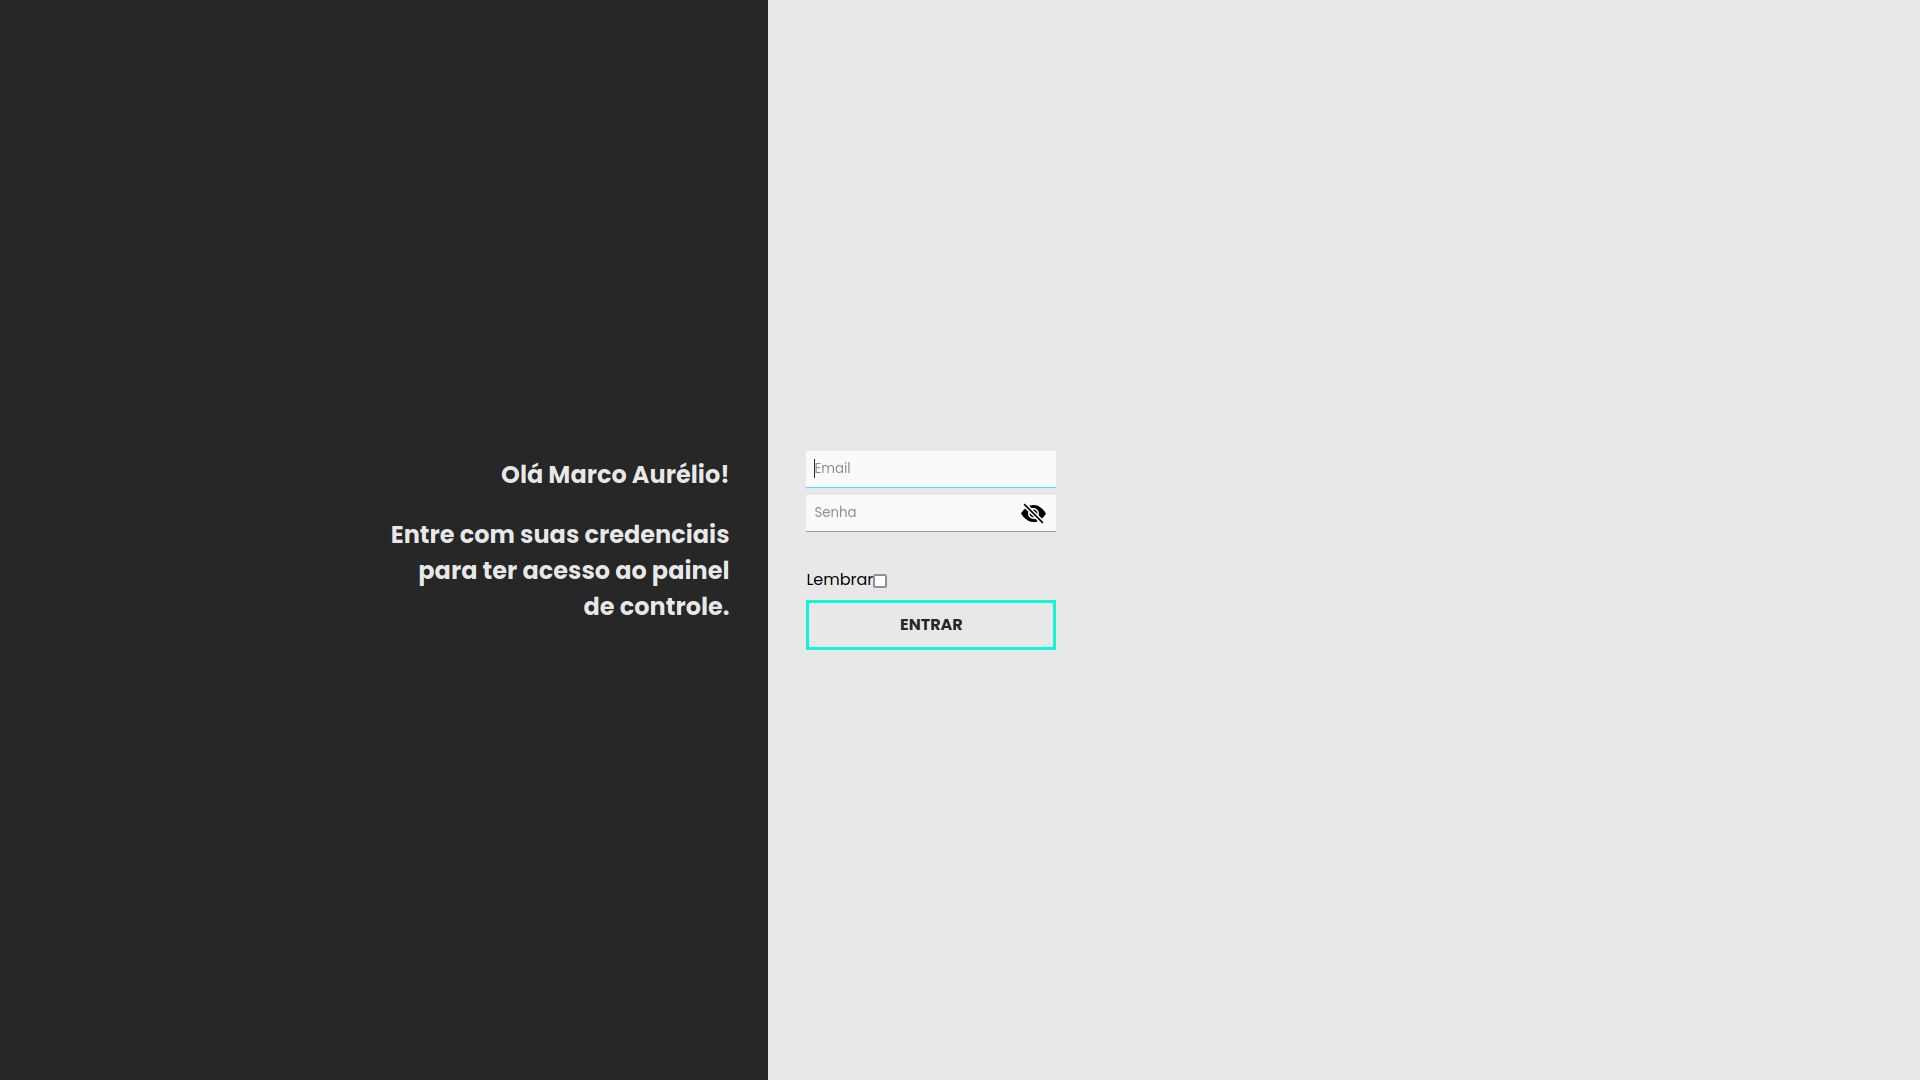 Olá Marco Aurélio!
Entre com suas credenciais
para ter acesso ao painel
de controle.
Email
Senha
Lembrar
ENTRAR